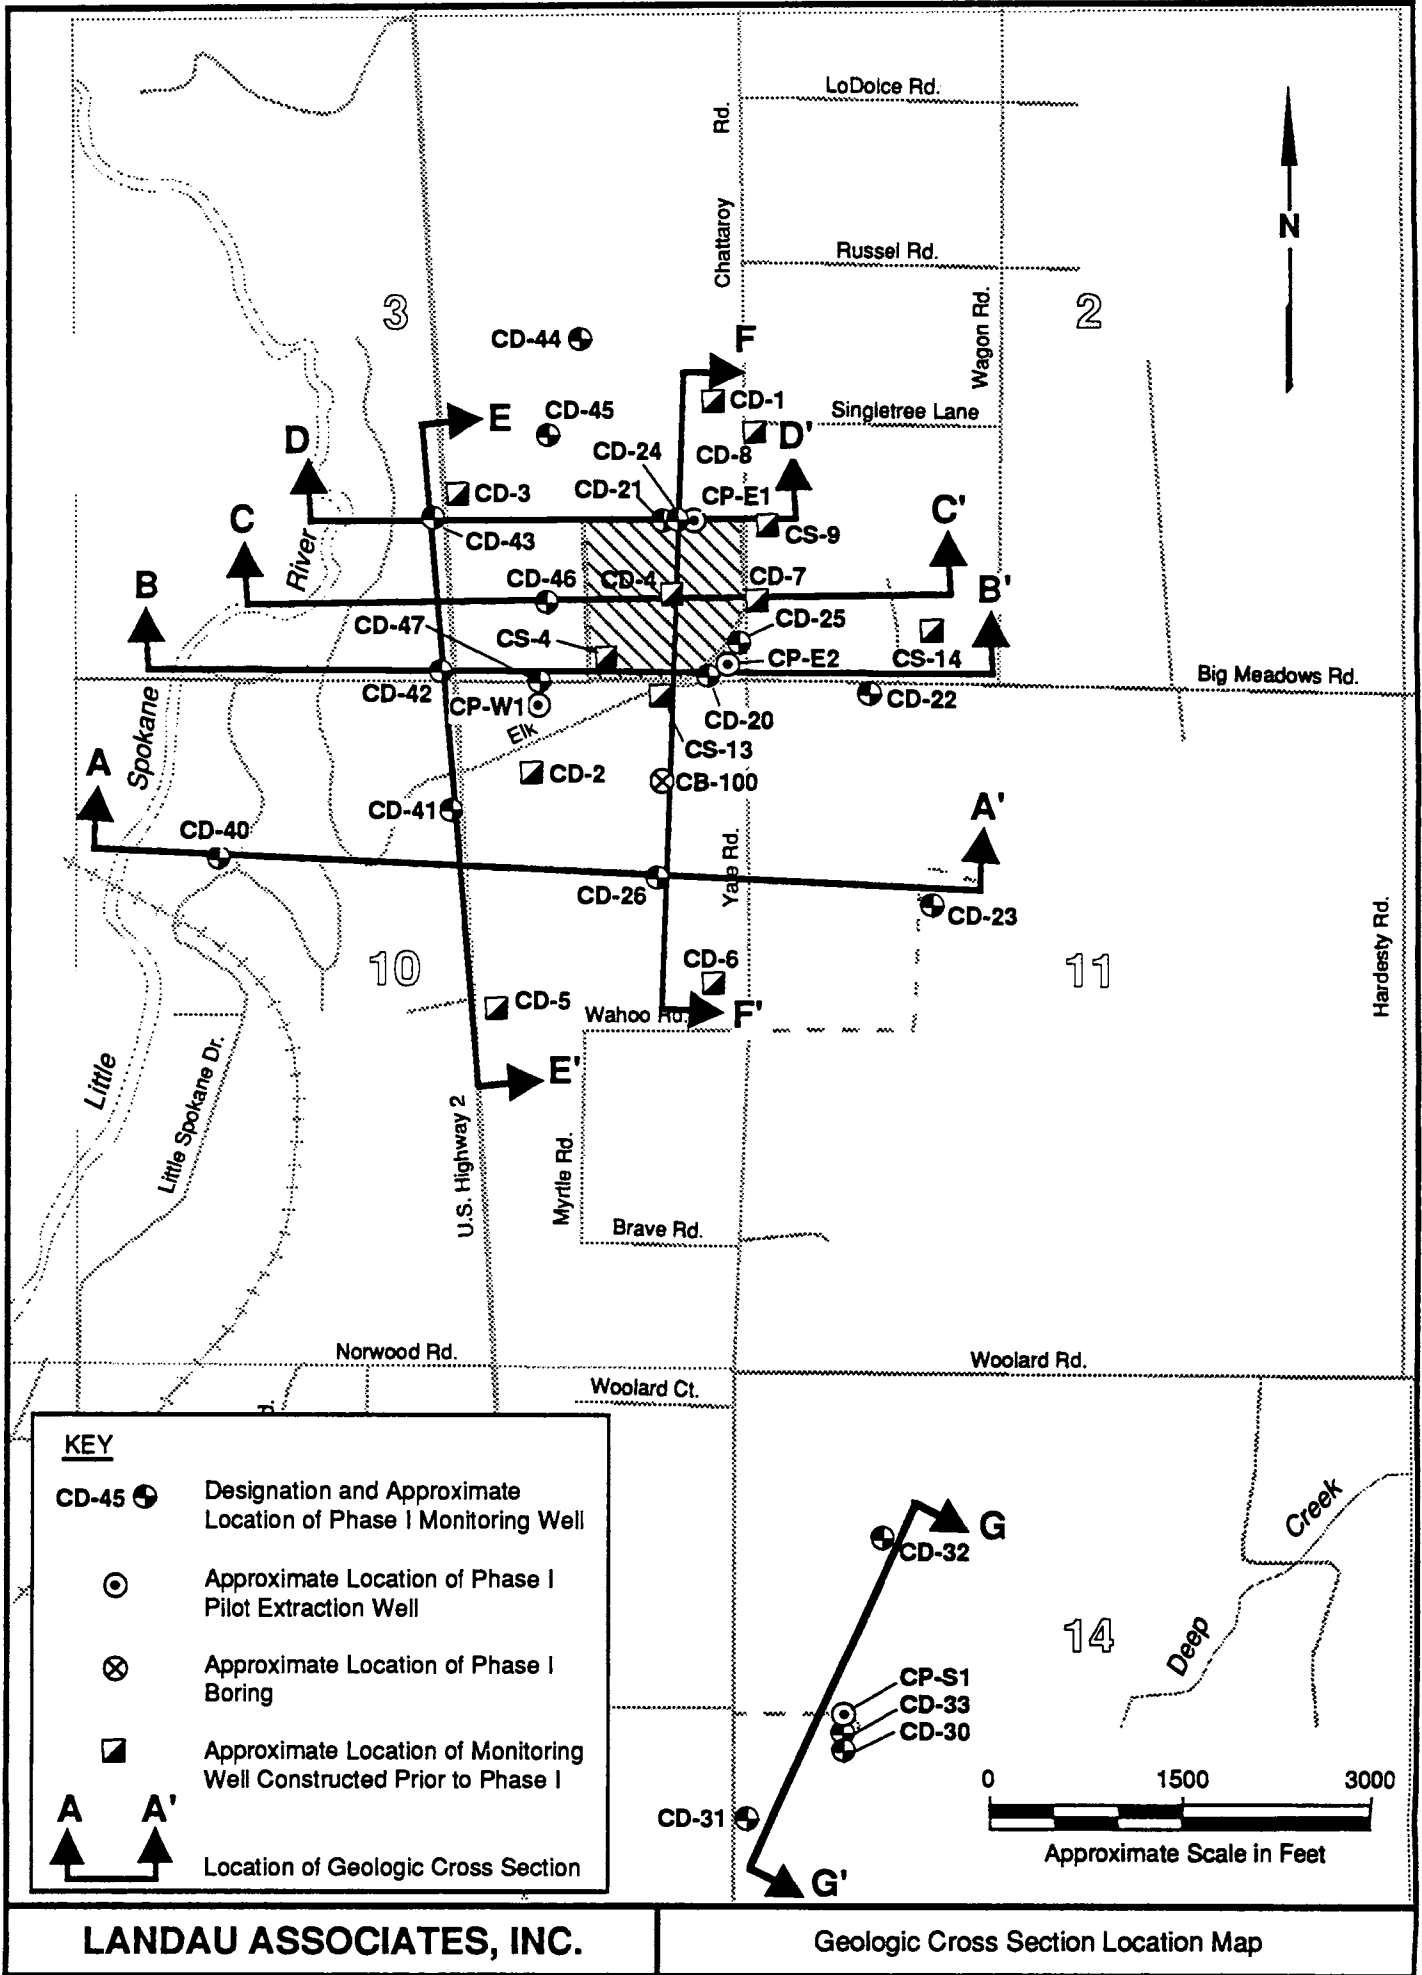 LoDolce Rd.
Chattaroy Rd.
N
Russel Rd.
3
2
Wagon Rd.
CD-44
F
CD-1
Singletree Lane
E
CD-45
D
CD-24
CD-8
D'
CD-3
CD-21
CP-E1
C
CD-43
CS-9
C'
River
CD-46
CD-4
CD-7
B
B'
CD-47
CS-4
CD-25
CP-E2
CS-14
CD-42
Big Meadows Rd.
CP-W1
CD-22
CD-20
Elk
Spokane
CS-13
A
CD-2
CB-100
CD-41
A'
CD-40
Yale Rd.
CD-26
CD-23
Hardesty Rd.
10
CD-6
11
CD-5
Wahoo Rd.
F'
E'
Little
Little Spokane Dr.
U.S. Highway 2
Myrtle Rd.
Brave Rd.
Norwood Rd.
Woolard Rd.
Woolard Ct.
d.
KEY
CD-45
Designation and Approximate
Location of Phase I Monitoring Well
Approximate Location of Phase I
Pilot Extraction Well
Approximate Location of Phase I
Boring
Approximate Location of Monitoring
Well Constructed Prior to Phase I
A A'
Location of Geologic Cross Section
G
CD-32
Creek
14
Deep
CP-S1
CD-33
CD-30
CD-31
G'
0 1500 3000
Approximate Scale in Feet
LANDAU ASSOCIATES, INC.
Geologic Cross Section Location Map